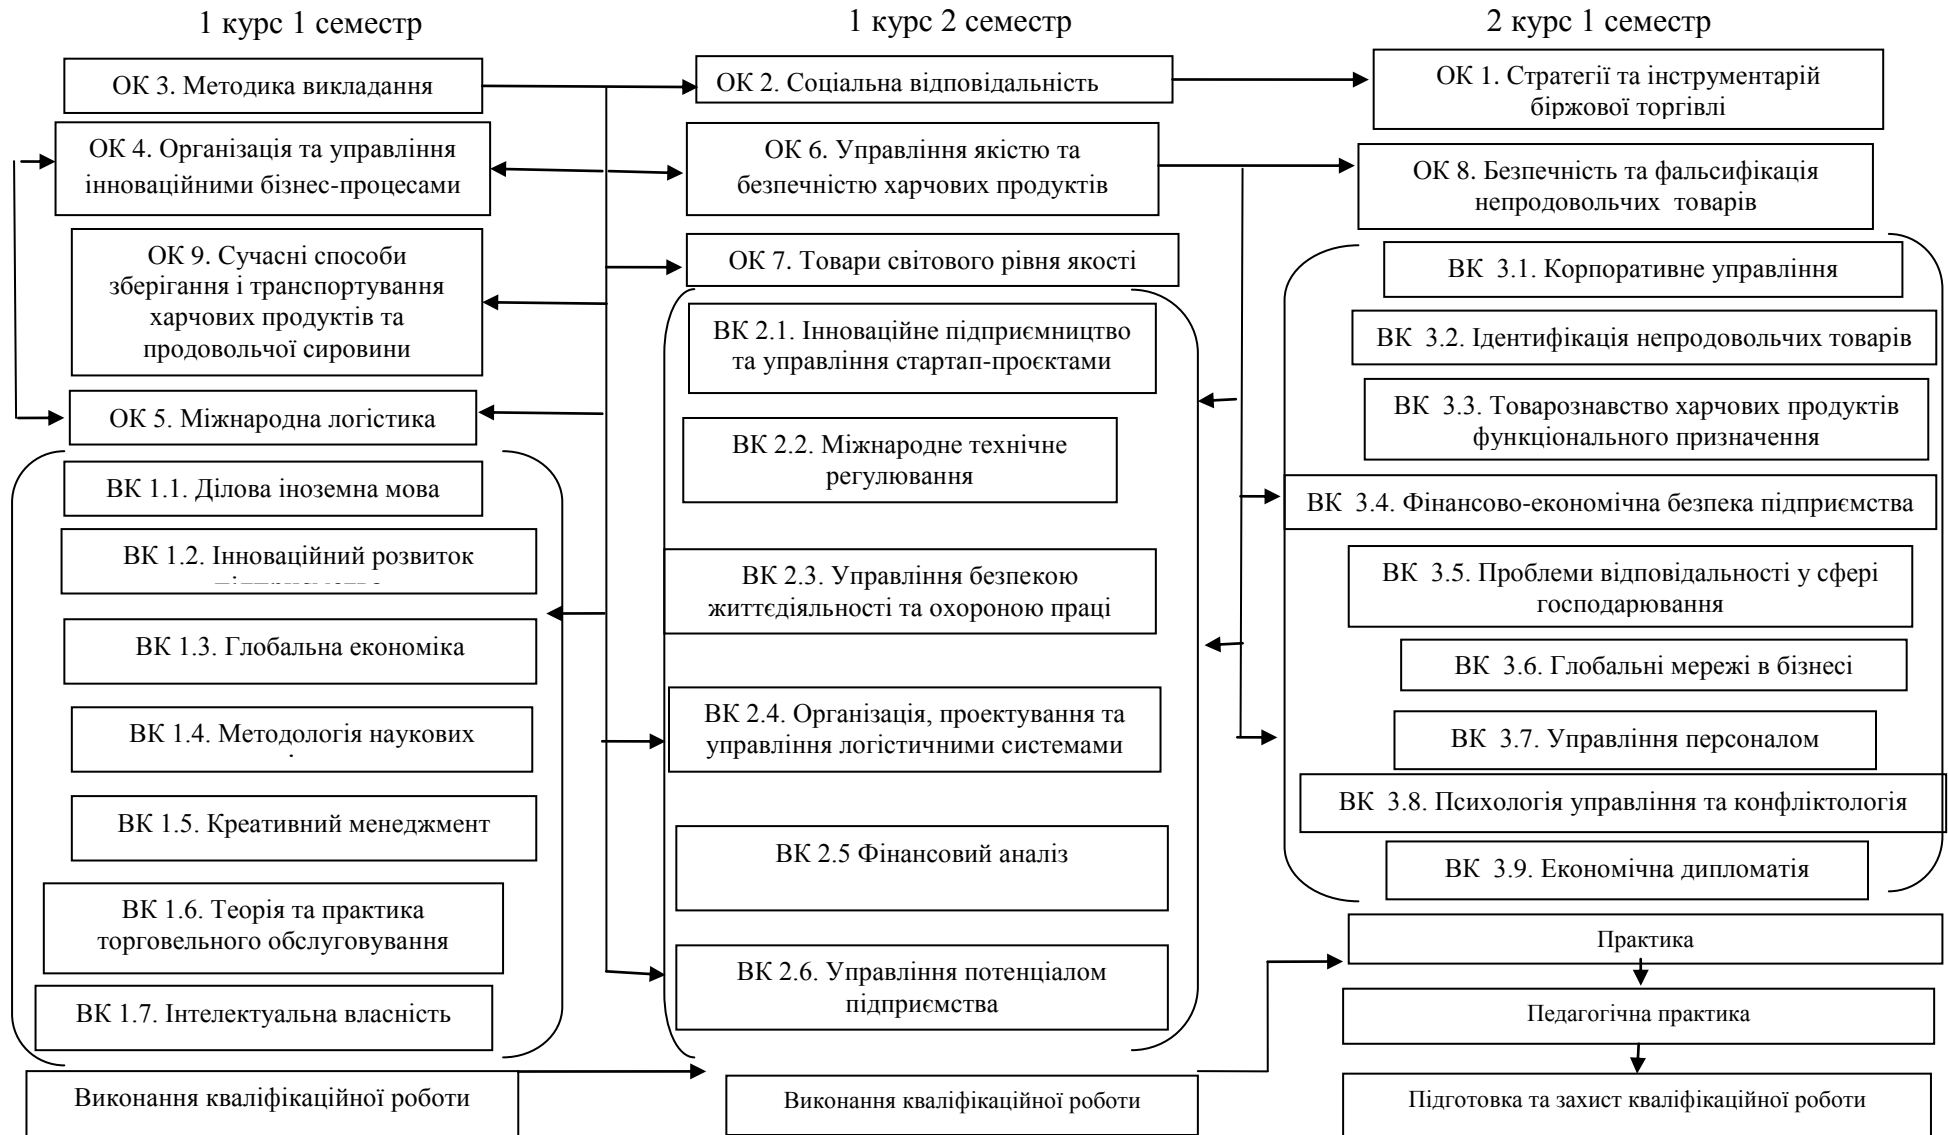 1 курс 1 семестр
ОК 3. Методика викладання
ОК 4. Організація та управління
інноваційними бізнес-процесами
ОК 9. Сучасні способи
зберігання і транспортування
харчових продуктів та
продовольчої сировини
ОК 5. Міжнародна логістика
ВК 1.1. Ділова іноземна мова
ВК 1.2. Інноваційний розвиток
ВК 1.3. Глобальна економіка
ВК 1.4. Методологія наукових
ВК 1.5. Креативний менеджмент
ВК 1.6. Теорія та практика
торговельного обслуговування
ВК 1.7. Інтелектуальна власність
Виконання кваліфікаційної роботи
1 курс 2 семестр
ОК 2. Соціальна відповідальність
ОК 6. Управління якістю та
безпечністю харчових продуктів
ОК 7. Товари світового рівня якості
ВК 2.1. Інноваційне підприємництво
та управління стартап-проєктами
ВК 2.2. Міжнародне технічне
регулювання
ВК 2.3. Управління безпекою
життєдіяльності та охороною праці
ВК 2.4. Організація, проектування та
управління логістичними системами
ВК 2.5 Фінансовий аналіз
ВК 2.6. Управління потенціалом
підприємства
Виконання кваліфікаційної роботи
2 курс 1 семестр
ОК 1. Стратегії та інструментарій
біржової торгівлі
ОК 8. Безпечність та фальсифікація
непродовольчих товарів
ВК 3.1. Корпоративне управління
ВК 3.2. Ідентифікація непродовольчих товарів
ВК 3.3. Товарознавство харчових продуктів
функціонального призначення
ВК 3.4. Фінансово-економічна безпека підприємства
ВК 3.5. Проблеми відповідальності у сфері
господарювання
ВК 3.6. Глобальні мережі в бізнесі
ВК 3.7. Управління персоналом
ВК 3.8. Психологія управління та конфліктологія
ВК 3.9. Економічна дипломатія
Практика
Педагогічна практика
Підготовка та захист кваліфікаційної роботи